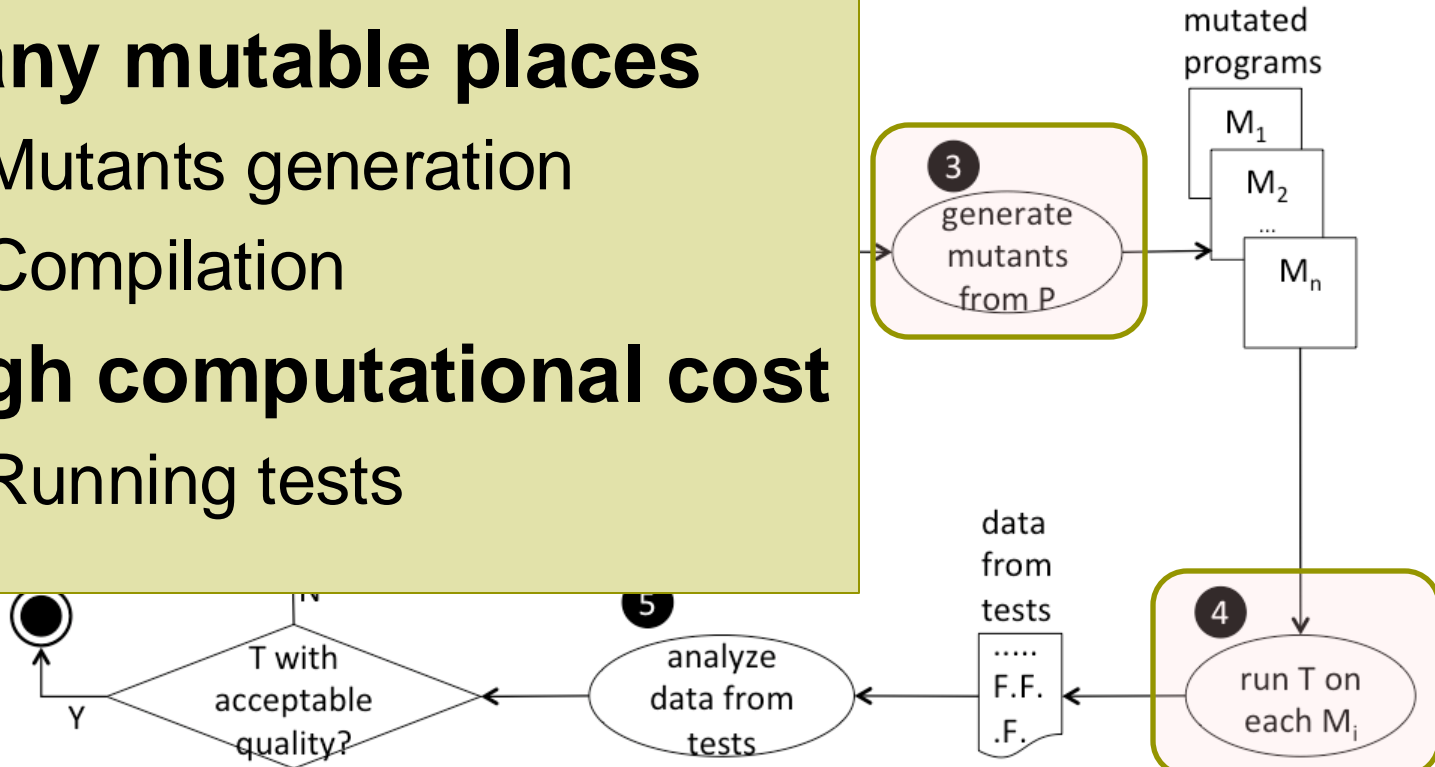 any mutable places
Mutants generation
Compilation
gh computational cost
Running tests
mutated
programs
M1
M2
...
Mn
3
generate
mutants
from P
data
from
tests
.....
F.F.
.F.
4
run T on
each Mi
5
analyze
data from
tests
N
T with
acceptable
quality?
Y